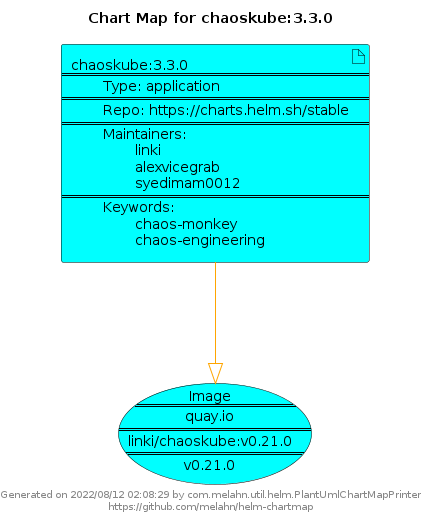 Chart Map for chaoskube:3.3.0
chaoskube:3.3.0
Type: application
Repo: https://charts.helm.sh/stable
Maintainers:
linki
alexvicegrab
syedimam0012
Keywords:
chaos-monkey
chaos-engineering
Image
quay.io
linki/chaoskube:v0.21.0
v0.21.0
Generated on 2022/08/12 02:08:29 by com.melahn.util.helm.PlantUmlChartMapPrinter
https://github.com/melahn/helm-chartmap